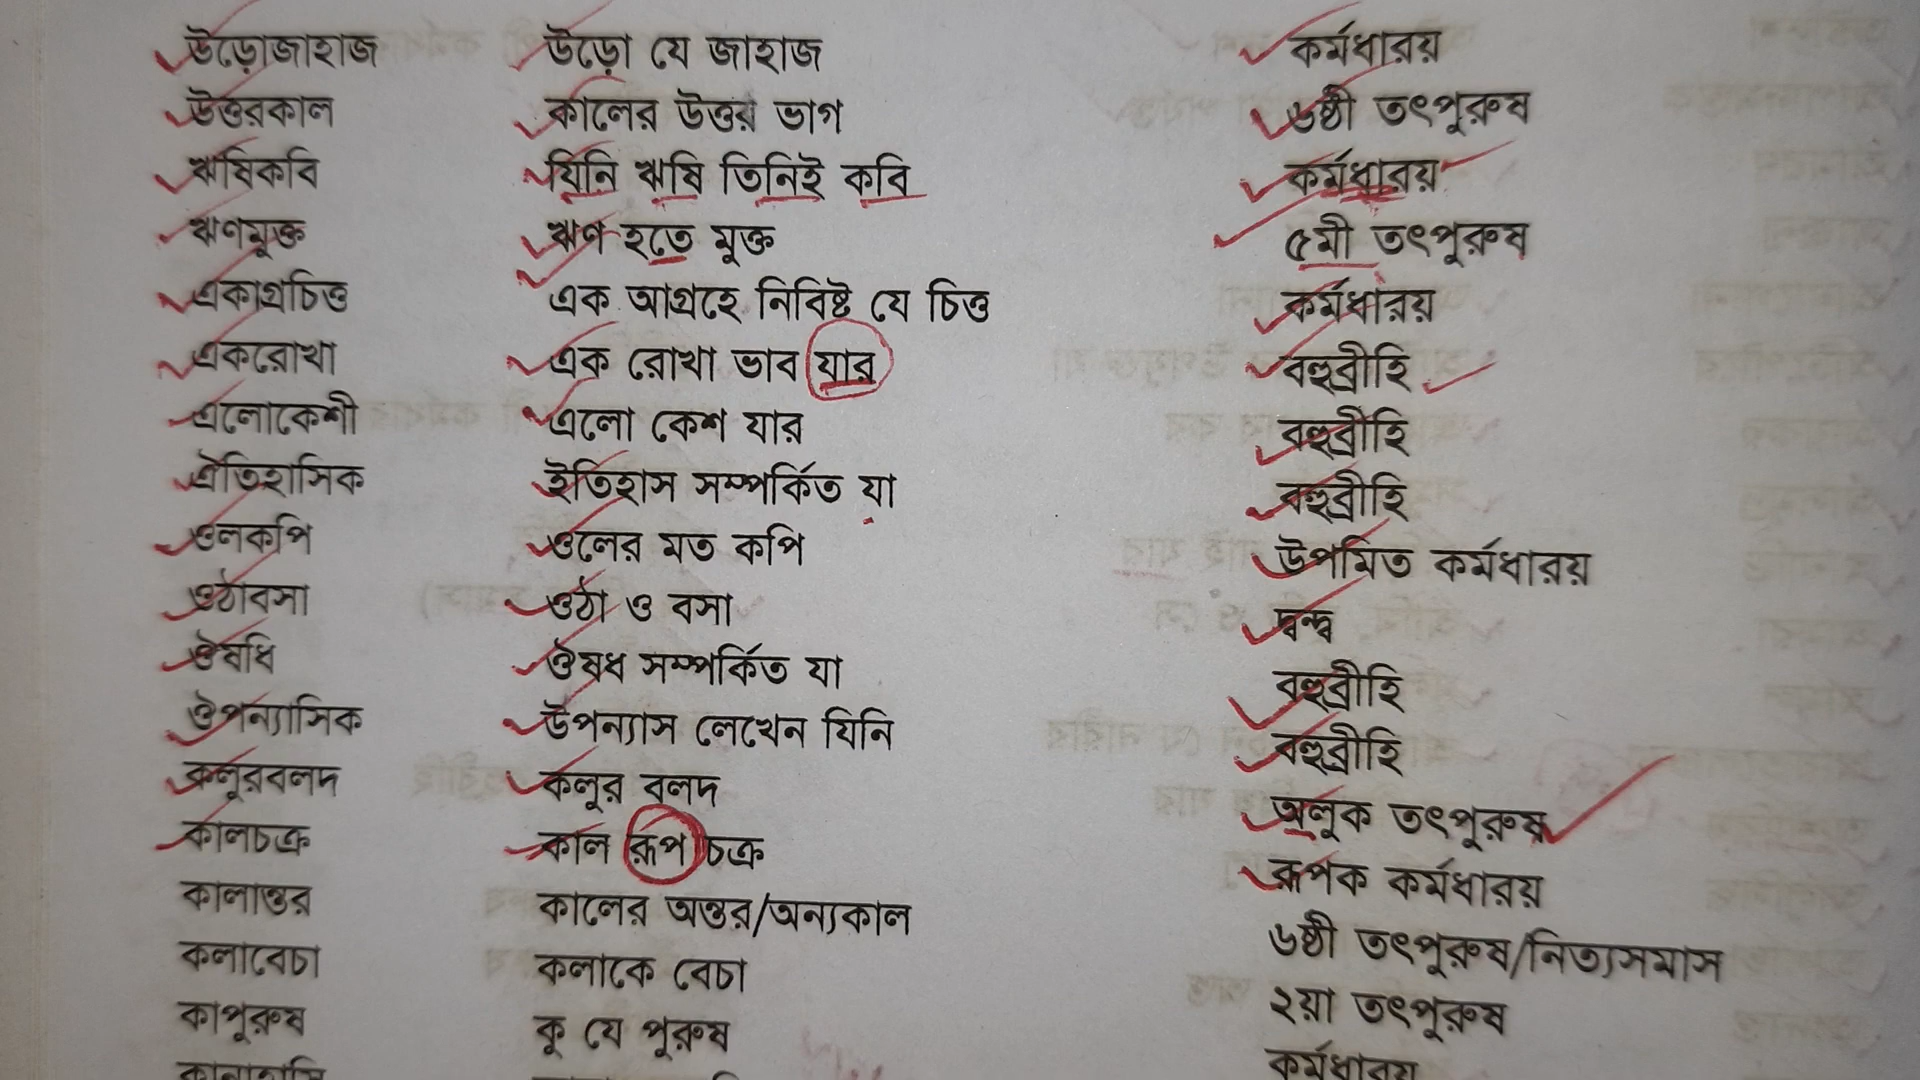 উড়োজাহাজ উড়ো যে জাহাজ কর্মধারয়
উত্তরকাল কালের উত্তর ভাগ ৬ষ্ঠী তৎপুরুষ
ঋষিকবি যিনি ঋষি তিনিই কবি কর্মধারয়
ঋণমুক্ত ঋণ হতে মুক্ত ৫মী তৎপুরুষ
একাগ্রচিত্ত এক আগ্রহে নিবিষ্ট যে চিত্ত কর্মধারয়
একরোখা এক রোখা ভাব যার বহুব্রীহি
এলোকেশী এলো কেশ যার বহুব্রীহি
ঐতিহাসিক ইতিহাস সম্পর্কিত যা বহুব্রীহি
ওলকপি ওলের মত কপি উপমিত কর্মধারয়
ওঠাবসা ওঠা ও বসা দ্বন্দ্ব
ঔষধি ঔষধ সম্পর্কিত যা বহুব্রীহি
ঔপন্যাসিক উপন্যাস লেখেন যিনি বহুব্রীহি
কলুরবলদ কলুর বলদ অলুক তৎপুরুষ
কালচক্র কাল রূপ চক্র রূপক কর্মধারয়
কালান্তর কালের অন্তর/অন্যকাল ৬ষ্ঠী তৎপুরুষ/নিত্যসমাস
কলাবেচা কলাকে বেচা ২য়া তৎপুরুষ
কাপুরুষ কু যে পুরুষ কর্মধারয়